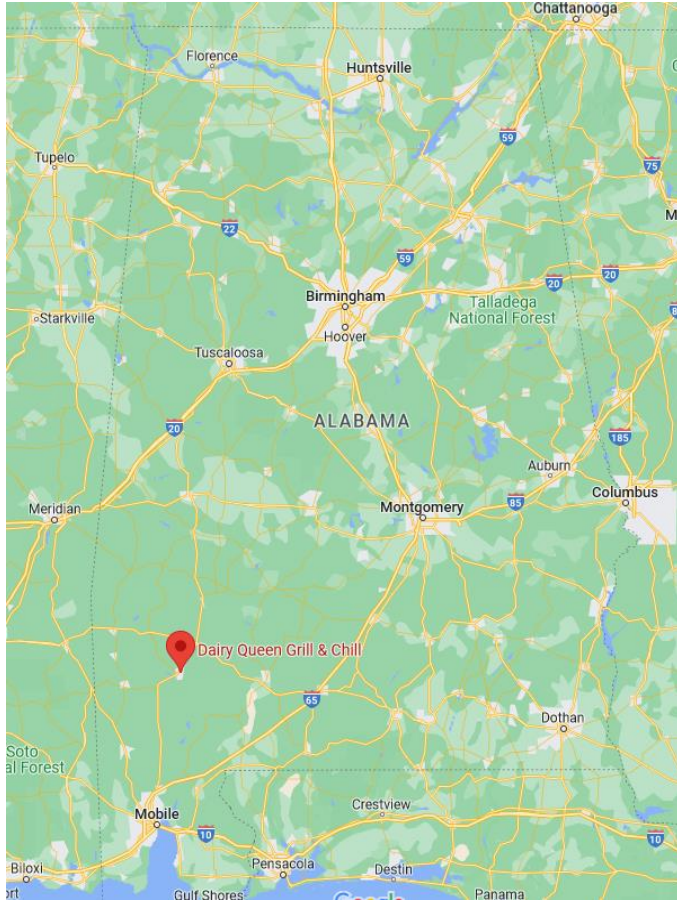 Chattanooga
Florence
Huntsville
59
Tupelo
75
22
59
20
20
Birmingham
Talladega
National Forest
Starkville
Hoover
Tuscaloosa
ALABAMA
20
185
Auburn
Meridian
Montgomery
85
Columbus
Dairy Queen Grill & Chill
65
Dothan
Soto
al Forest
Mobile
10
Crestview
10
Biloxi
Pensacola
Destin
Gulf Shores
Panama